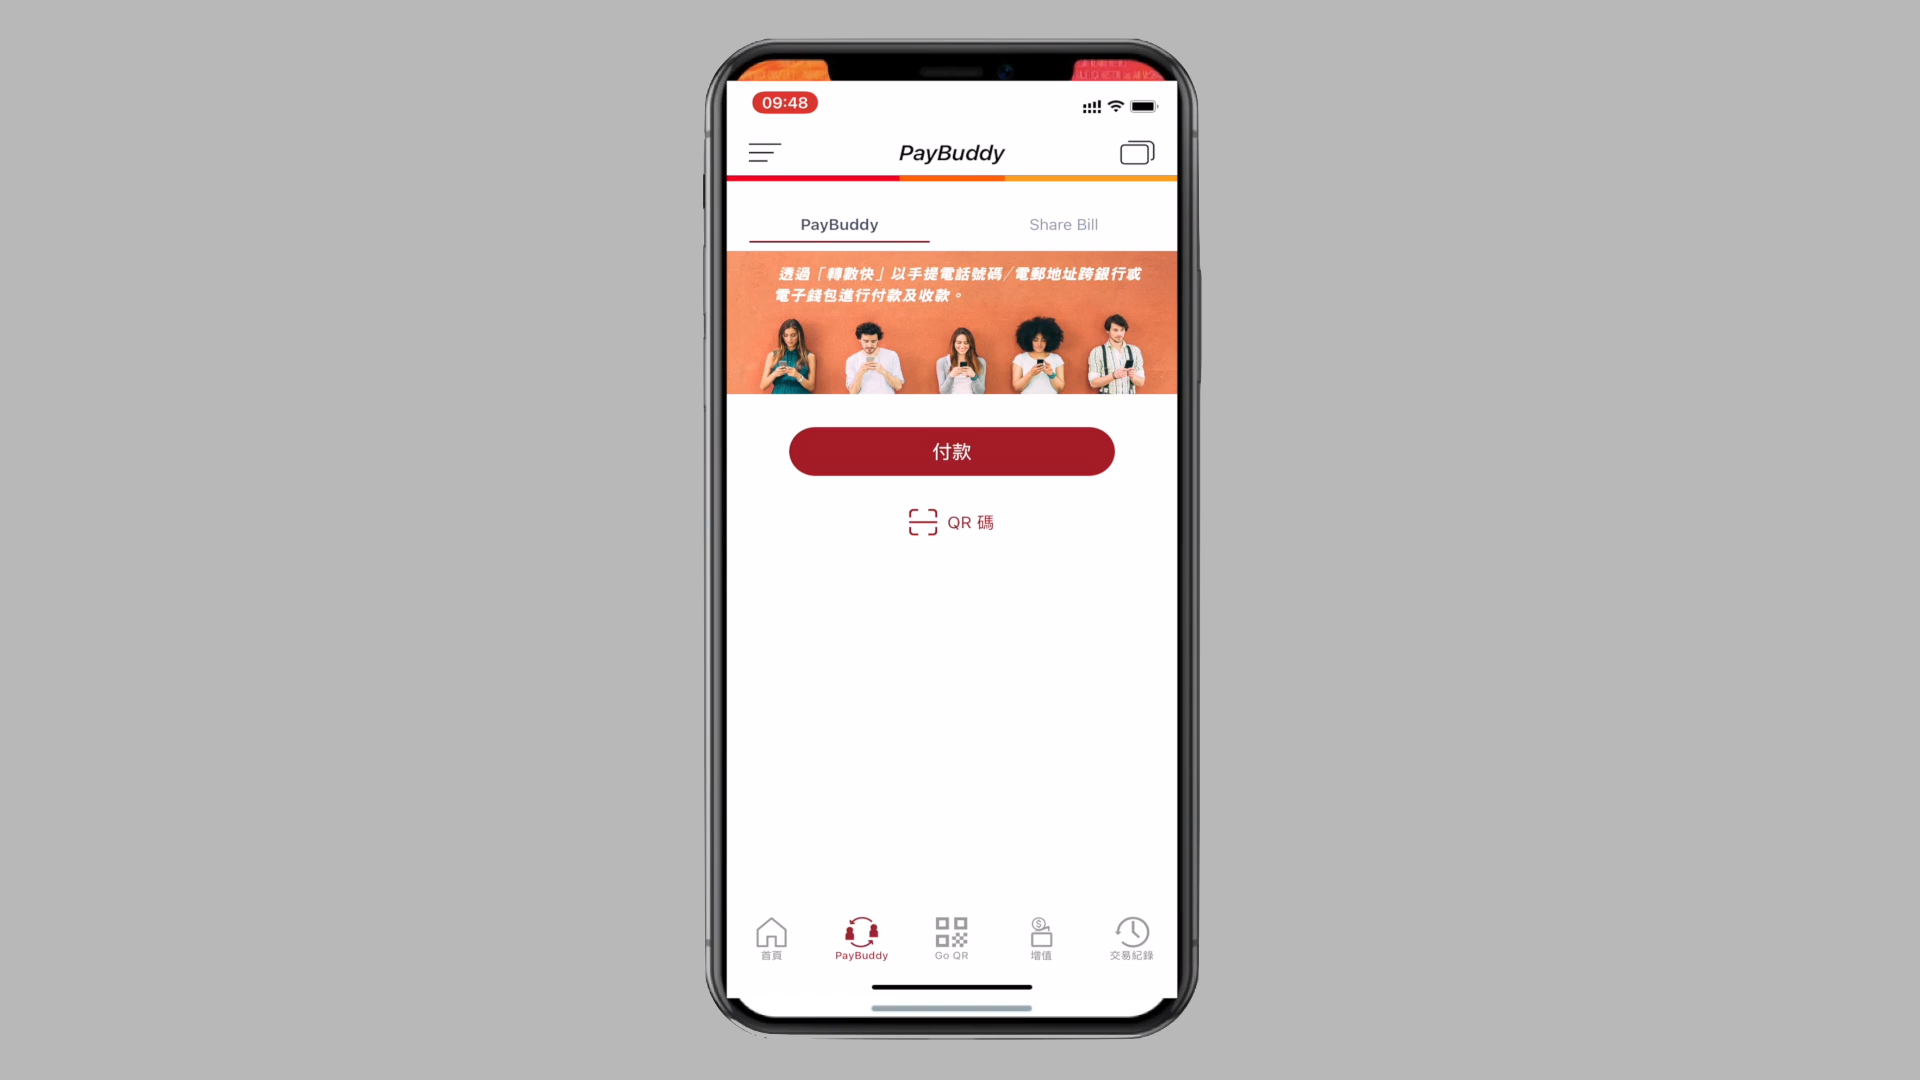 09:48
PayBuddy
PayBuddy
Share Bill
透過「轉數快」以手提電話號碼/電郵地址跨銀行或
電子錢包進行付款及收款。
付款
QR 碼
首頁
PayBuddy
Go QR
增值
交易紀錄